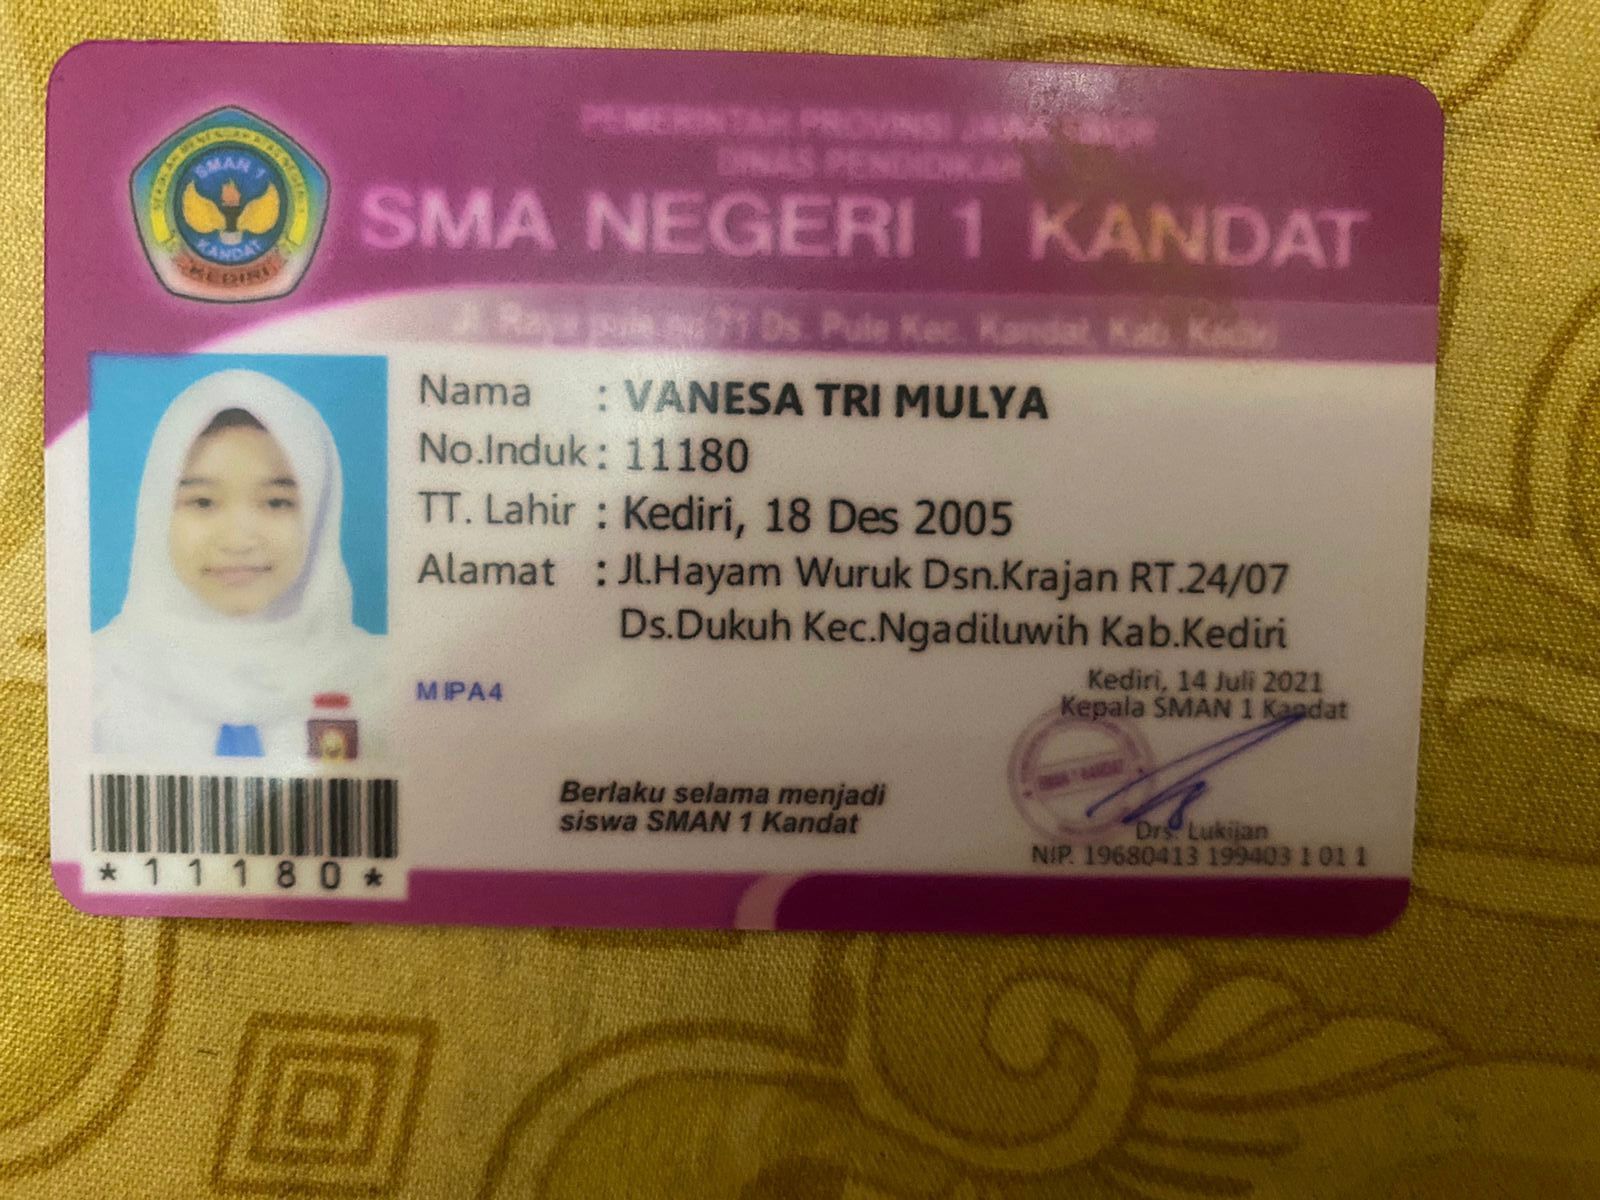 PEMERINTAH PROVINSI JAWA TIMUR
DINAS PENDIDIKAN
SMA NEGERI 1 KANDAT
Jl. Raya pule no 71 Ds. Pule Kec. Kandat, Kab. Kediri
SMAN 1
KANDAT
KEDIRI
Nama : VANESA TRI MULYA
No.Induk : 11180
TT. Lahir : Kediri, 18 Des 2005
Alamat : Jl.Hayam Wuruk Dsn.Krajan RT.24/07
Ds.Dukuh Kec.Ngadiluwih Kab.Kediri
MIPA4
Kediri, 14 Juli 2021
Kepala SMAN 1 Kandat
Berlaku selama menjadi
siswa SMAN 1 Kandat
Drs. Lukijan
NIP. 19680413 199403 1 01 1
*11180*